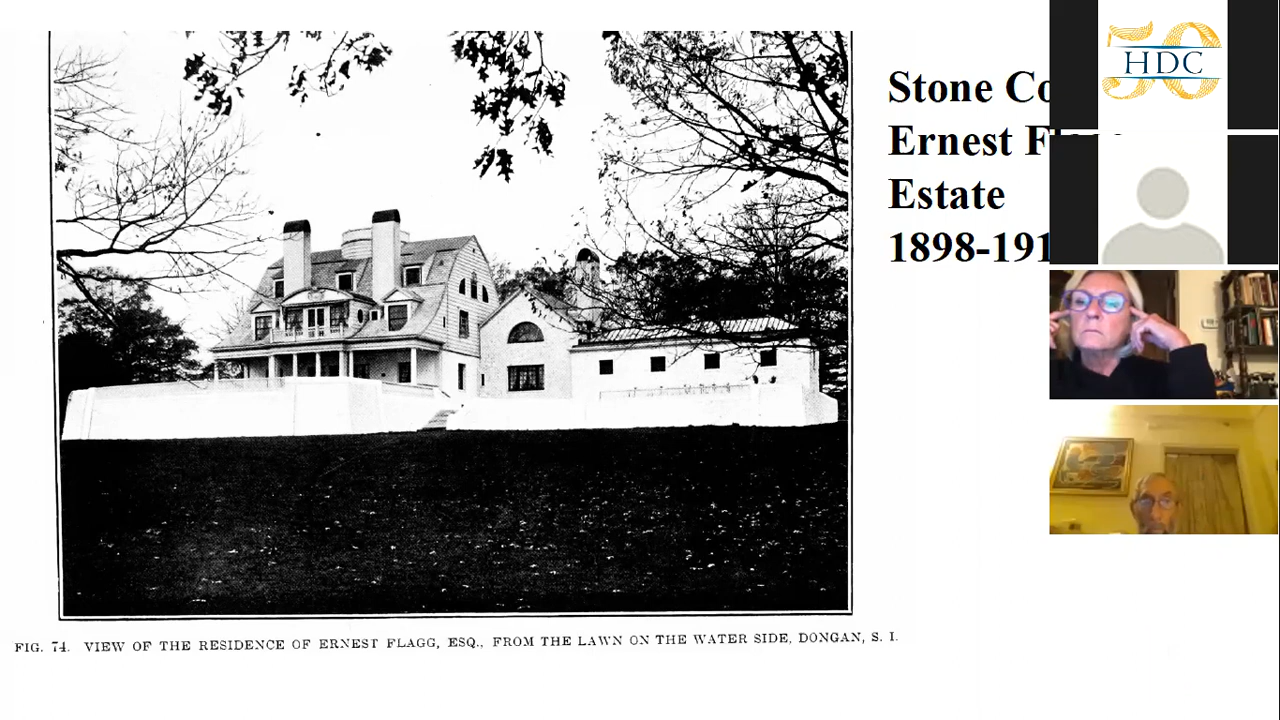 Stone Co
Ernest F
Estate
1898-191
50
HDC
FIG. 74. VIEW OF THE RESIDENCE OF ERNEST FLAGG, ESQ., FROM THE LAWN ON THE WATER SIDE, DONGAN, S. I.